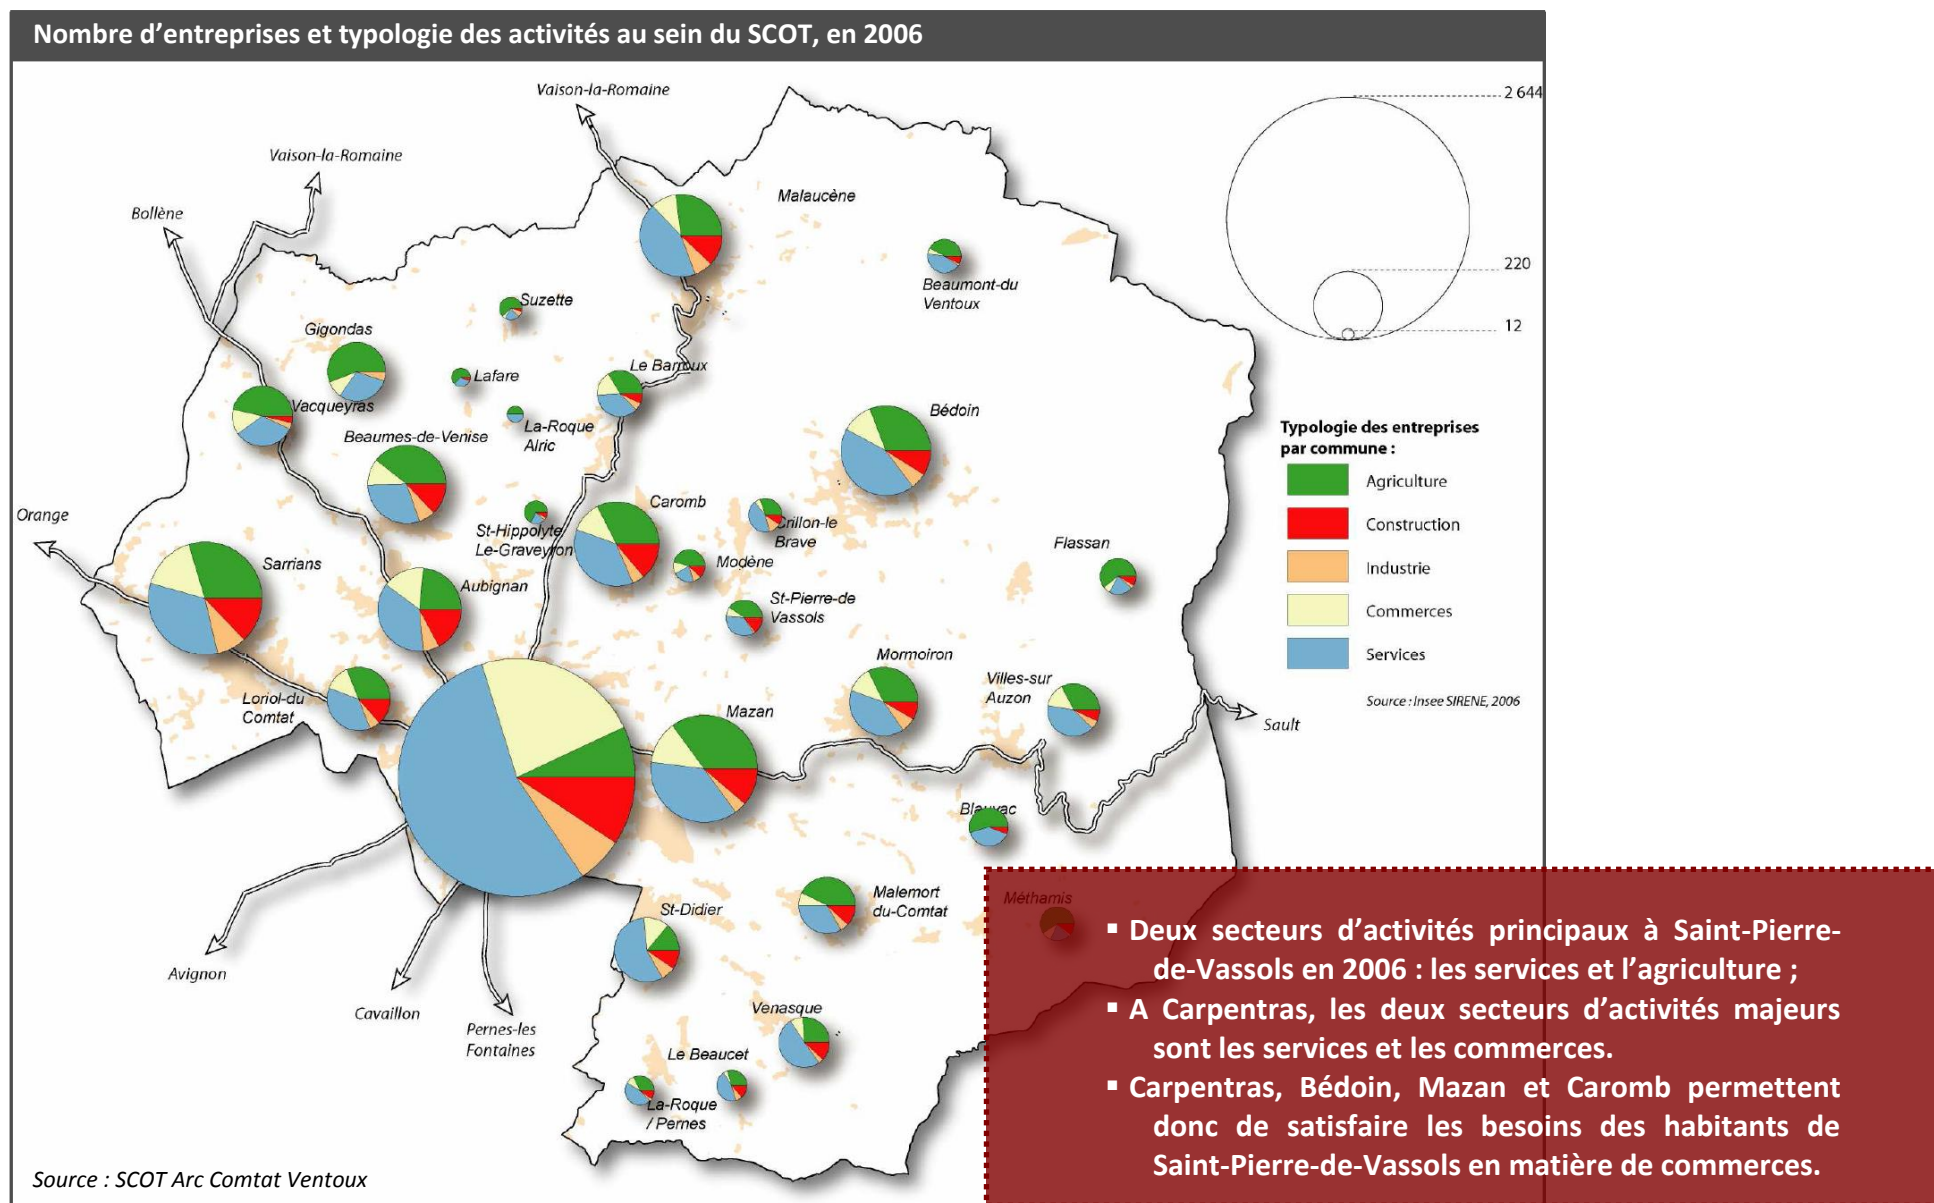 Nombre d’entreprises et typologie des activités au sein du SCOT, en 2006
Vaison-la-Romaine
2 644
Vaison-la-Romaine
Malaucène
Bollène
220
Beaumont-du
Ventoux
Suzette
12
Gigondas
Le Barroux
Lafare
Vacqueyras
Bédoin
La-Roque
Alric
Beaumes-de-Venise
Typologie des entreprises
par commune :
Agriculture
Construction
Industrie
Commerces
Services
Source : Insee SIRENE, 2006
Caromb
Orange
St-Hippolyte
Le-Graveyron
Crillon-le
Brave
Flassan
Modène
Sarrians
Aubignan
St-Pierre-de
Vassols
Mormoiron
Villes-sur
Auzon
Loriol-du
Comtat
Mazan
Sault
Blauvac
Malemort
du-Comtat
Méthamis
St-Didier
Avignon
Cavaillon
Pernes-les
Fontaines
Venasque
Le Beaucet
La-Roque
/ Pernes
▪ Deux secteurs d’activités principaux à Saint-Pierre-
de-Vassols en 2006 : les services et l’agriculture ;
▪ A Carpentras, les deux secteurs d’activités majeurs
sont les services et les commerces.
▪ Carpentras, Bédoin, Mazan et Caromb permettent
donc de satisfaire les besoins des habitants de
Saint-Pierre-de-Vassols en matière de commerces.
Source : SCOT Arc Comtat Ventoux